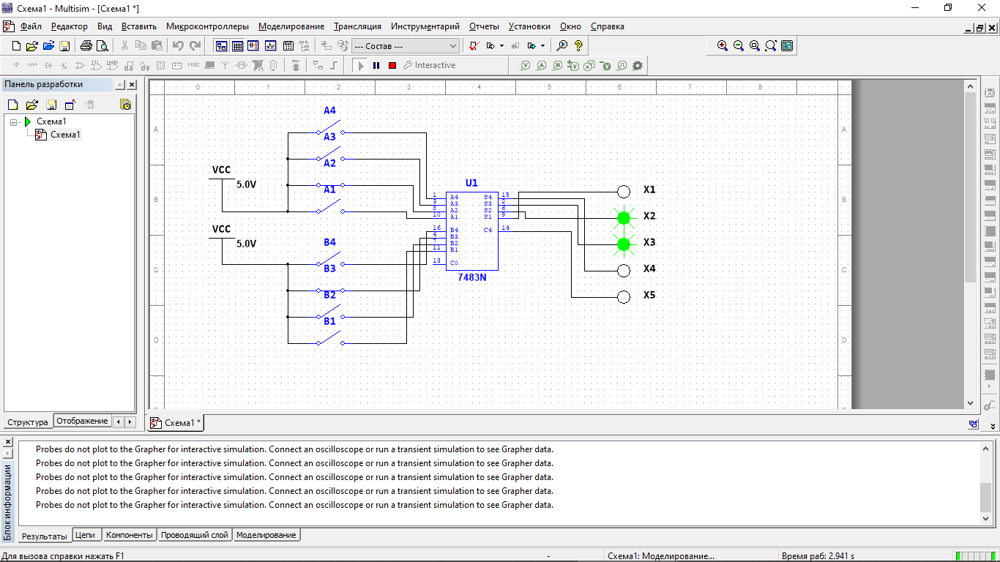 Схема1 - Multisim - [Схема1 *]
Файл Редактор Вид Вставить Микроконтроллеры Моделирование Трансляция Инструментарий Отчеты Установки Окно Справка
--- Состав ---
MISC Interactive
V A W V A V
Панель разработки
Схема1
Схема1
Структура Отображение
0 1 2 3 4 5 6 7 8
A B C D
A B C D
A4
A3
A2
A1
VCC
5.0V
VCC
5.0V
B4
B3
B2
B1
U1
1 A4 S4 15
3 A3 S3 2
8 A2 S2 6
10 A1 S1 9
16 B4 C4 14
4 B3
7 B2
11 B1
13 C0
7483N
X1
X2
X3
X4
X5
Схема1 *
Probes do not plot to the Grapher for interactive simulation. Connect an oscilloscope or run a transient simulation to see Grapher data.
Probes do not plot to the Grapher for interactive simulation. Connect an oscilloscope or run a transient simulation to see Grapher data.
Probes do not plot to the Grapher for interactive simulation. Connect an oscilloscope or run a transient simulation to see Grapher data.
Probes do not plot to the Grapher for interactive simulation. Connect an oscilloscope or run a transient simulation to see Grapher data.
Probes do not plot to the Grapher for interactive simulation. Connect an oscilloscope or run a transient simulation to see Grapher data.
Блок информации
Результаты Цепи Компоненты Проводящий слой Моделирование
Для вызова справки нажать F1 - Схема1: Моделирование... Время раб: 2.941 s